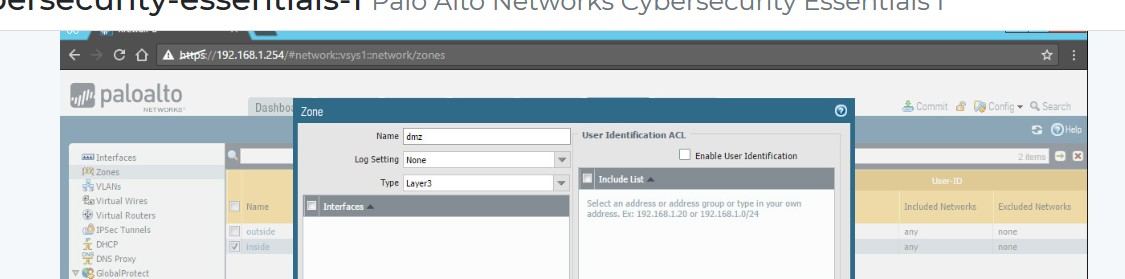 bersecurity-essentials-1 Palo Alto Networks Cybersecurity Essentials I
https://192.168.1.254/#network::vsys1::network/zones
paloalto
NETWORKS
Commit Config Search
Help
Zone
Name dmz
Log Setting None
Type Layer3
Interfaces
User Identification ACL
Enable User Identification
Include List
Select an address or address group or type in your own
address. Ex: 192.168.1.20 or 192.168.1.0/24
Interfaces
Zones
VLANs
Virtual Wires
Virtual Routers
IPSec Tunnels
DHCP
DNS Proxy
GlobalProtect
2 items
User-ID
Name
Included Networks Excluded Networks
outside any none
inside any none